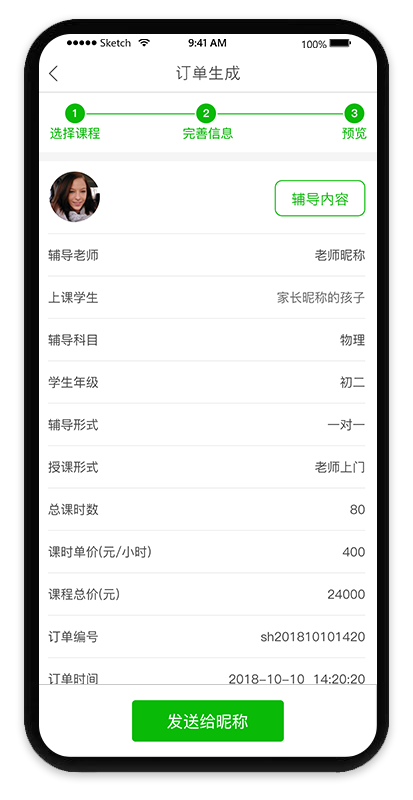 Sketch 9:41 AM 100%
订单生成
1 2 3
选择课程 完善信息 预览
辅导内容
辅导老师 老师昵称
上课学生 家长昵称的孩子
辅导科目 物理
学生年级 初二
辅导形式 一对一
授课形式 老师上门
总课时数 80
课时单价(元/小时) 400
课程总价(元) 24000
订单编号 sh201810101420
订单时间 2018-10-10 14:20:20
发送给昵称